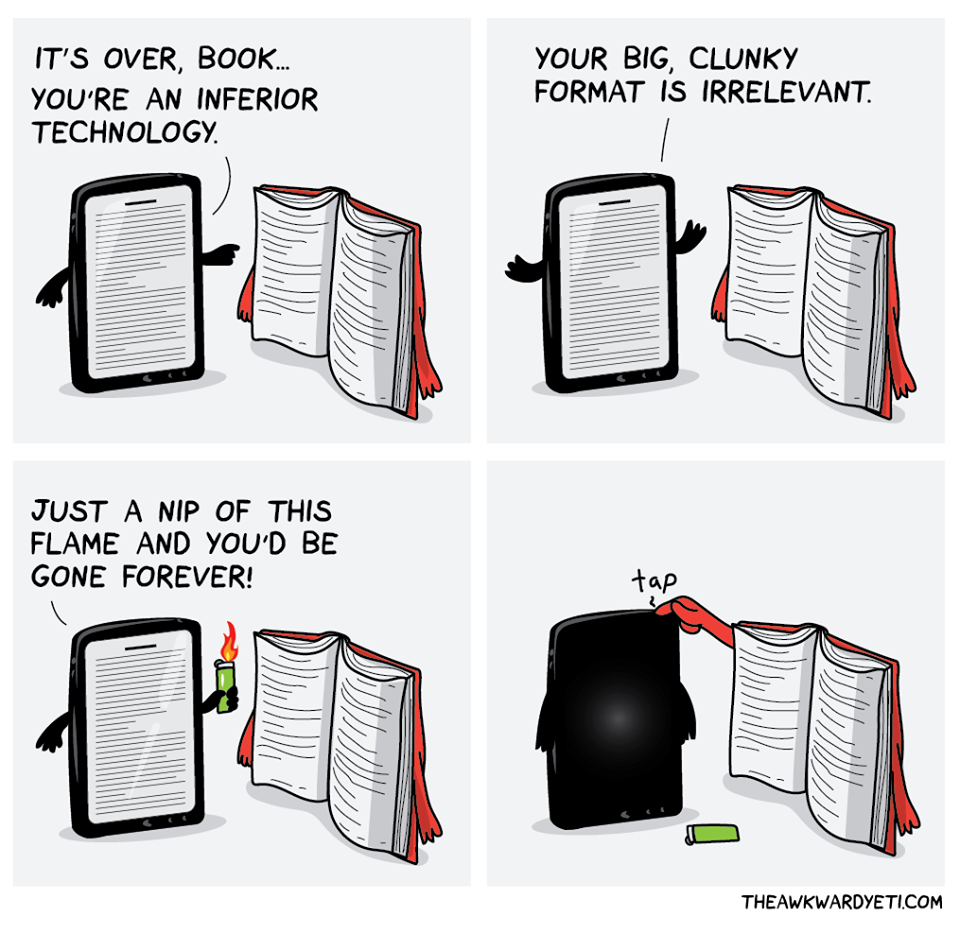 IT'S OVER, BOOK...
YOU'RE AN INFERIOR
TECHNOLOGY.
YOUR BIG, CLUNKY
FORMAT IS IRRELEVANT.
JUST A NIP OF THIS
FLAME AND YOU'D BE
GONE FOREVER!
tap
THEAWKWARDYETI.COM